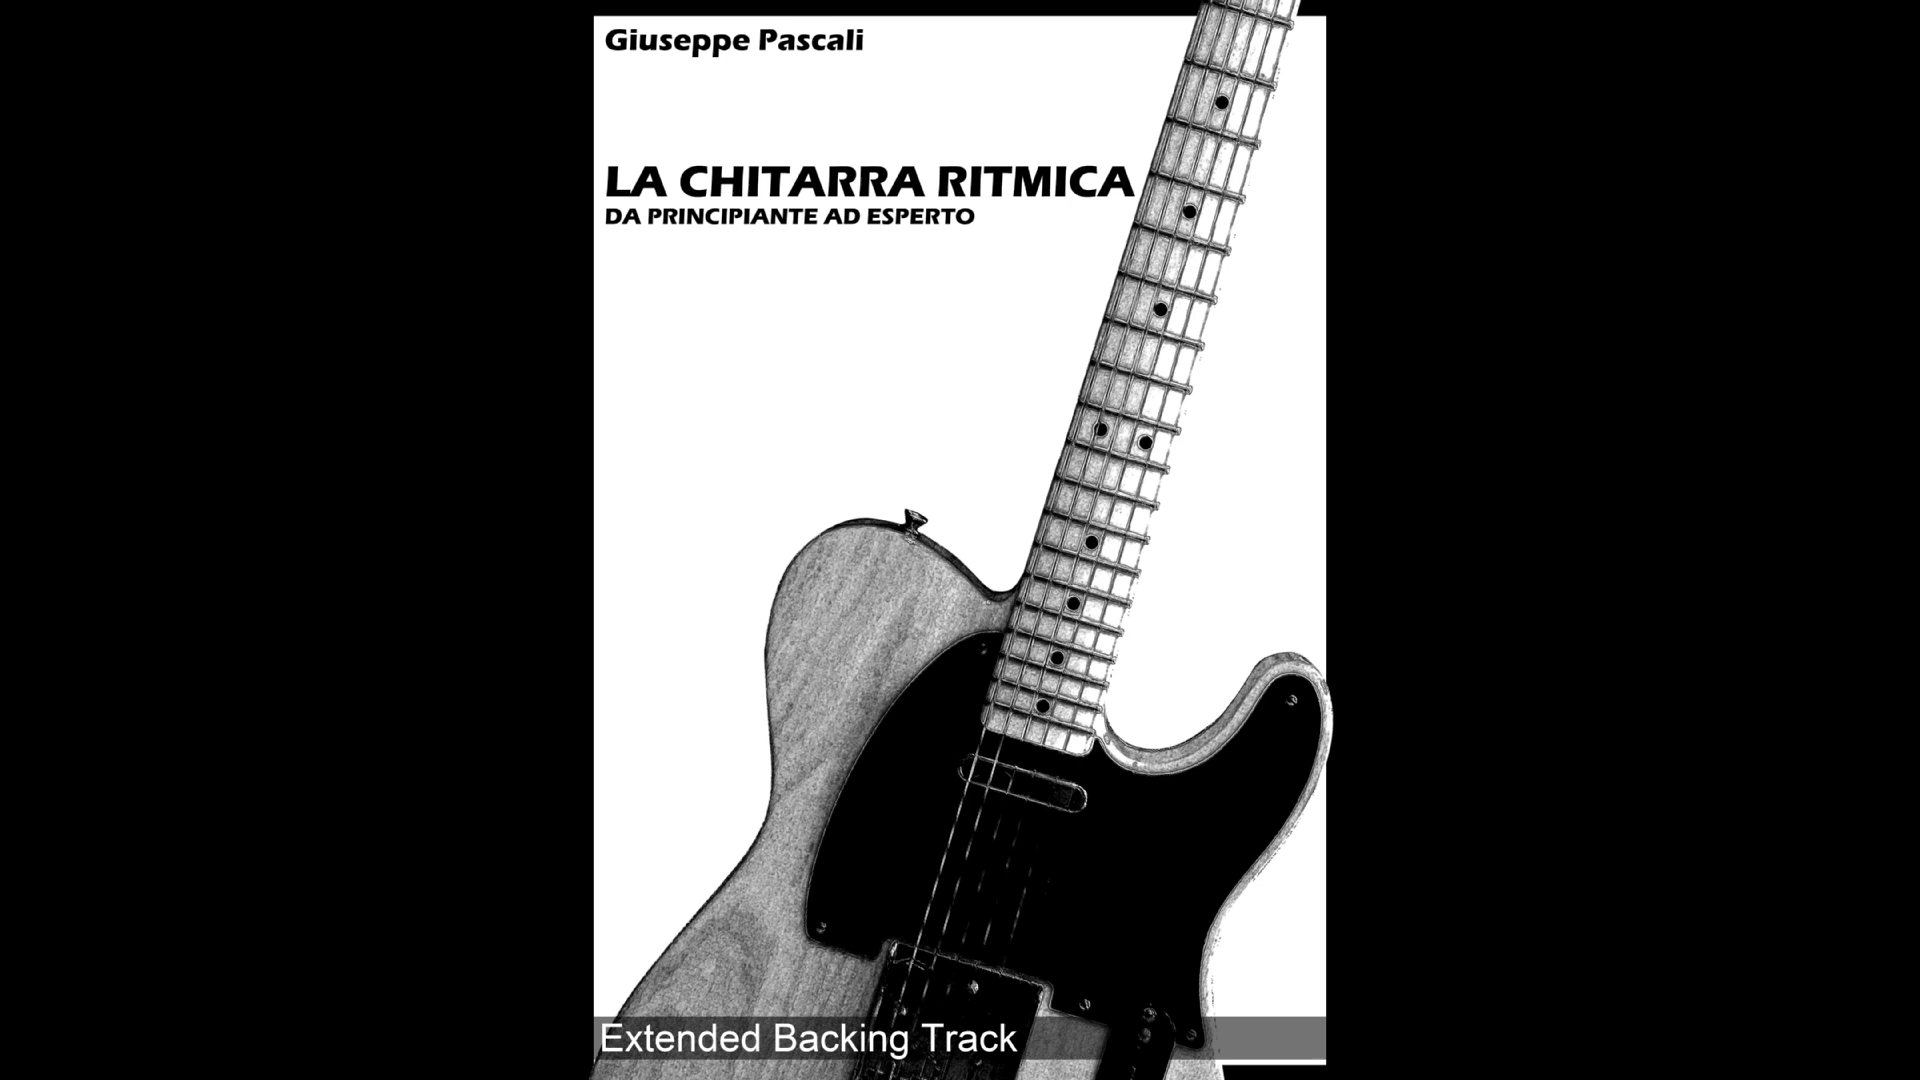 Giuseppe Pascali
LA CHITARRA RITMICA
DA PRINCIPIANTE AD ESPERTO
Extended Backing Track